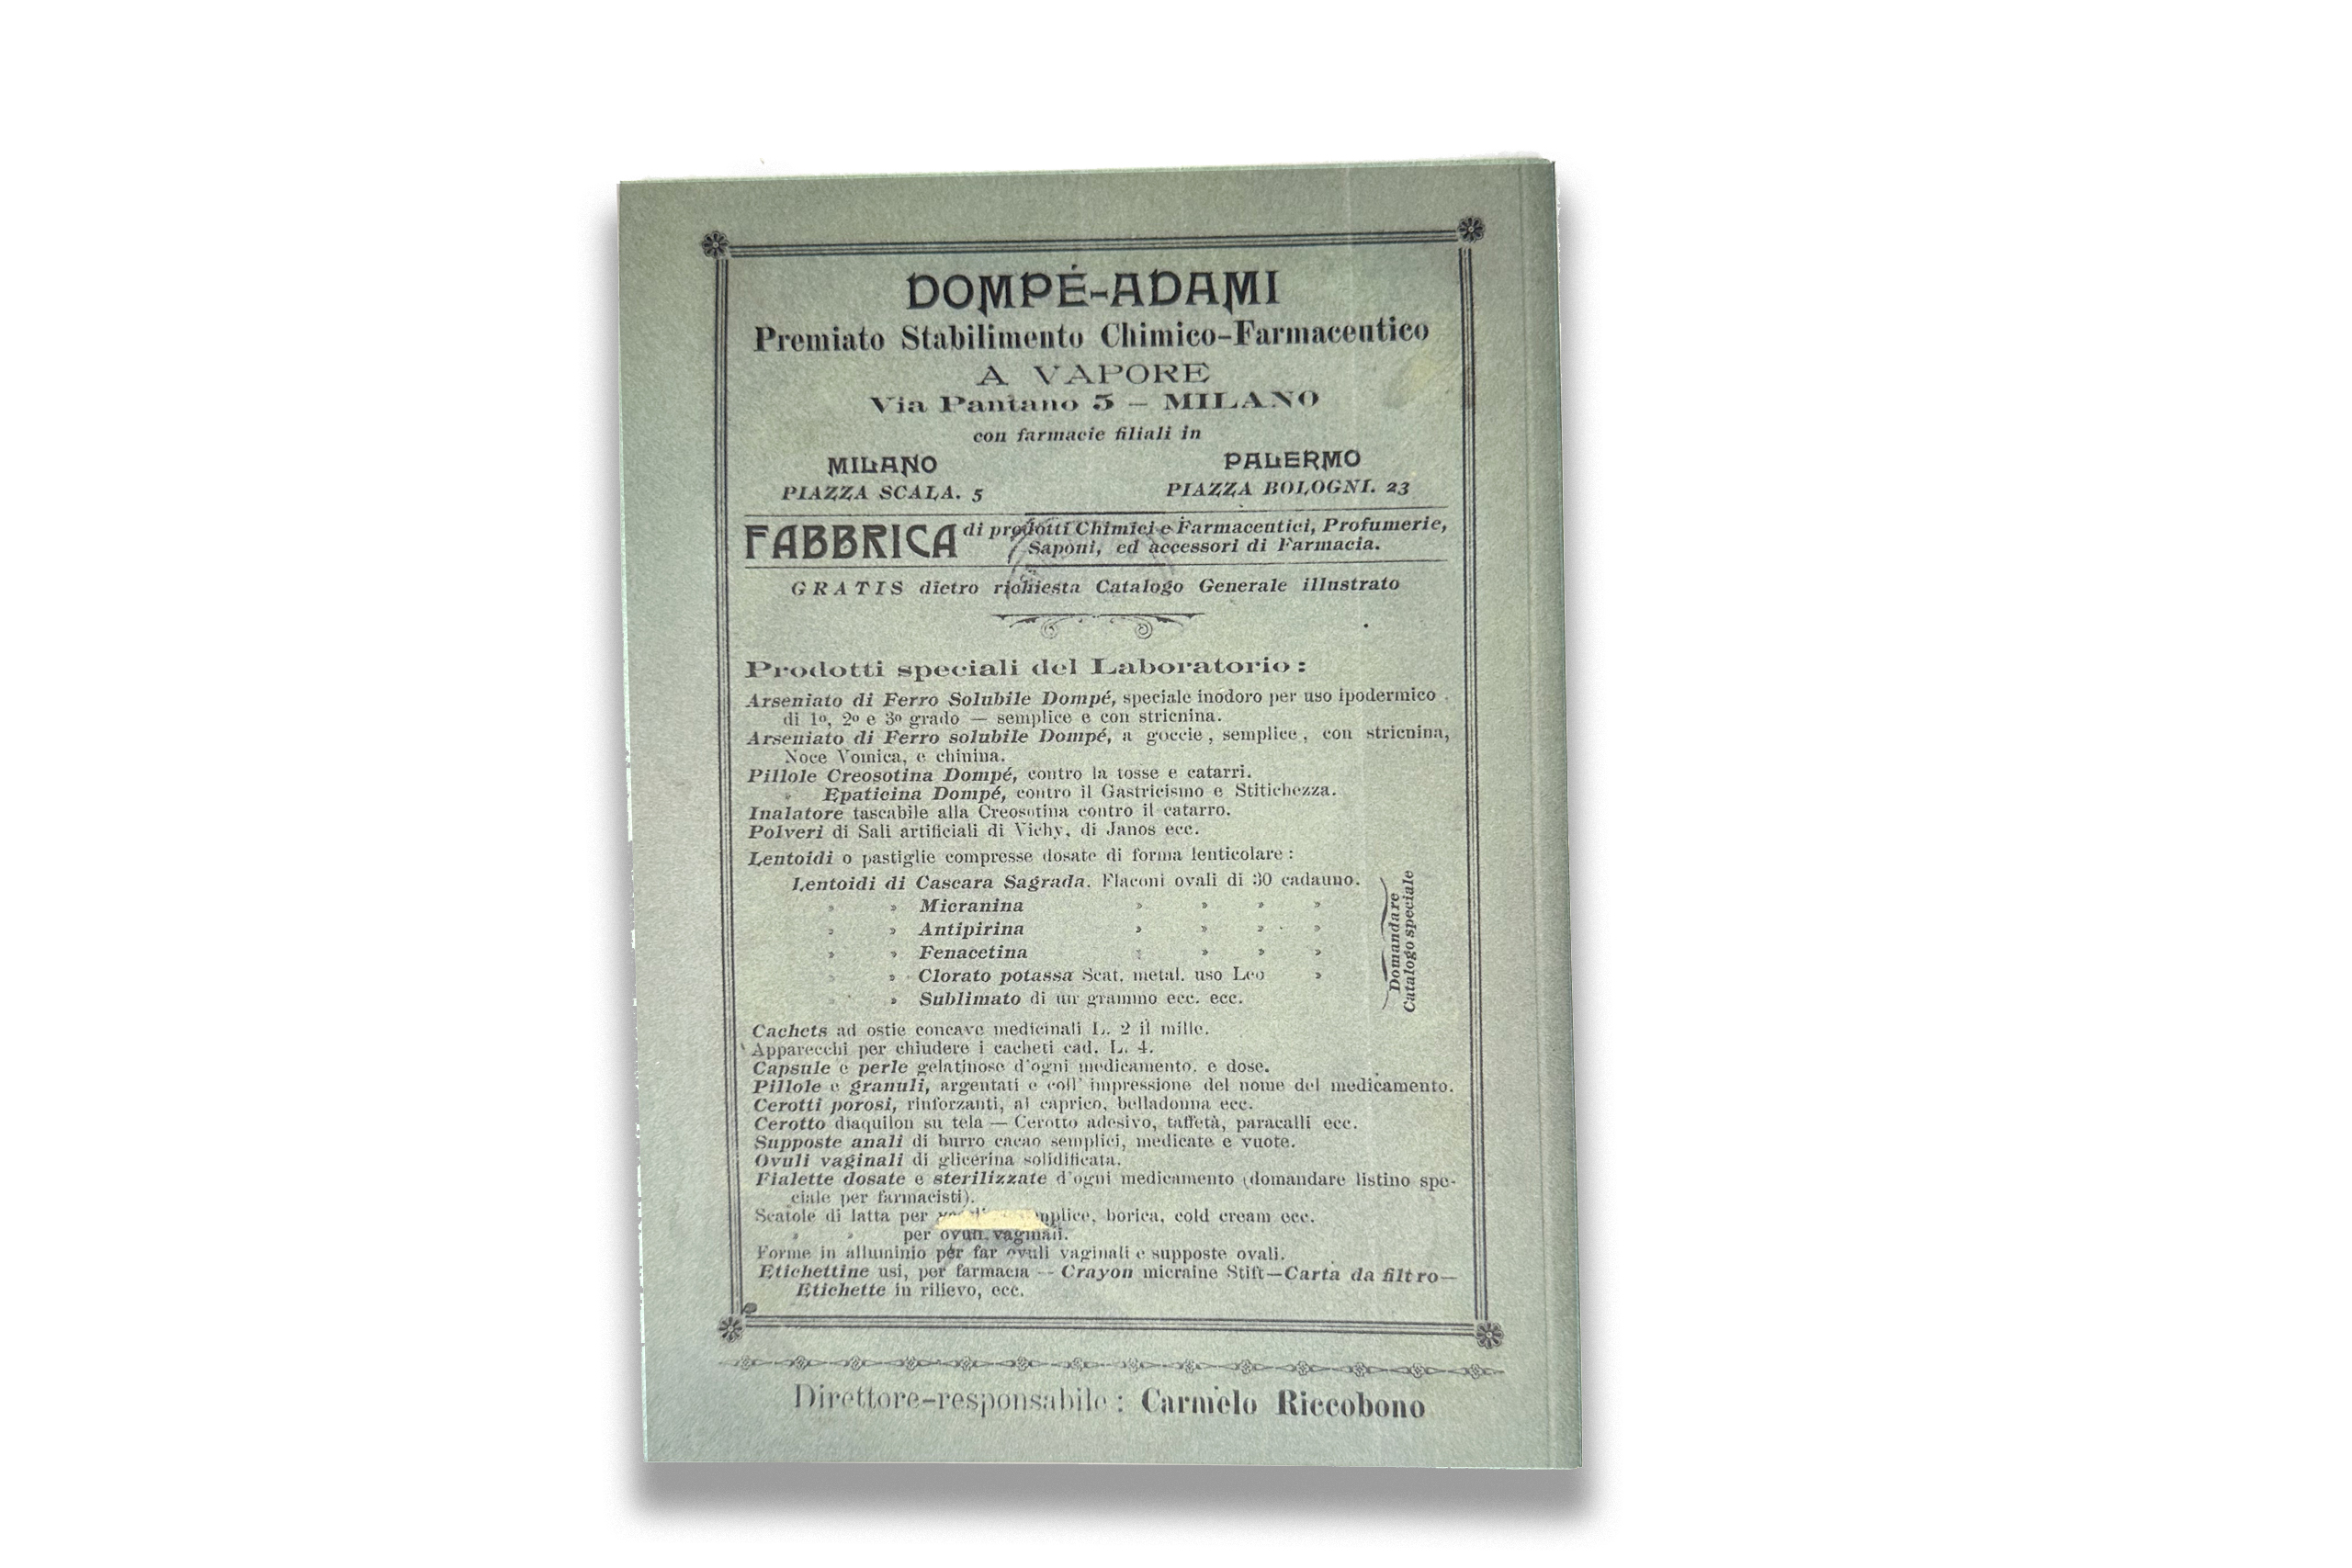 DOMPÉ-ADAMI
Premiato Stabilimento Chimico-Farmaceutico
A VAPORE
Via Pantano 5 — MILANO
con farmacie filiali in
MILANO PALERMO
PIAZZA SCALA. 5 PIAZZA BOLOGNI. 23
FABBRICA di prodotti Chimici e Farmaceutici, Profumerie,
Saponi, ed accessori di Farmacia.
GRATIS dietro richiesta Catalogo Generale illustrato
Prodotti speciali del Laboratorio:
Arseniato di Ferro Solubile Dompé, speciale inodoro per uso ipodermico
di 1º, 2º e 3º grado — semplice e con stricnina.
Arseniato di Ferro solubile Dompé, a goccie, semplice, con stricnina,
Noce Vomica, e chinina.
Pillole Creosotina Dompé, contro la tosse e catarri.
» Epaticina Dompé, contro il Gastricismo e Stitichezza.
Inalatore tascabile alla Creosotina contro il catarro.
Polveri di Sali artificiali di Vichy, di Janos ecc.
Lentoidi o pastiglie compresse dosate di forma lenticolare:
Lentoidi di Cascara Sagrada. Flaconi ovali di 30 cadauno.
» » Micranina » » » »
» » Antipirina » » » »
» » Fenacetina » » » »
» » Clorato potassa Scat. metal. uso Leo »
» » Sublimato di un grammo ecc. ecc.
Domandare
Catalogo speciale
Cachets ad ostie concave medicinali L. 2 il mille.
Apparecchi per chiudere i cacheti cad. L. 4.
Capsule e perle gelatinose d'ogni medicamento, e dose.
Pillole e granuli, argentati e coll' impressione del nome del medicamento.
Cerotti porosi, rinforzanti, al caprico, belladonna ecc.
Cerotto diaquilon su tela — Cerotto adesivo, taffetà, paracalli ecc.
Supposte anali di burro cacao semplici, medicate e vuote.
Ovuli vaginali di glicerina solidificata.
Fialette dosate e sterilizzate d'ogni medicamento (domandare listino spe-
ciale per farmacisti).
Scatole di latta per borica, cold cream ecc.
» » per ovuli vaginali.
Forme in alluminio per far ovuli vaginali e supposte ovali.
Etichettine usi, per farmacia — Crayon micraine Stift—Carta da filtro—
Etichette in rilievo, ecc.
Direttore-responsabile: Carmelo Riccobono